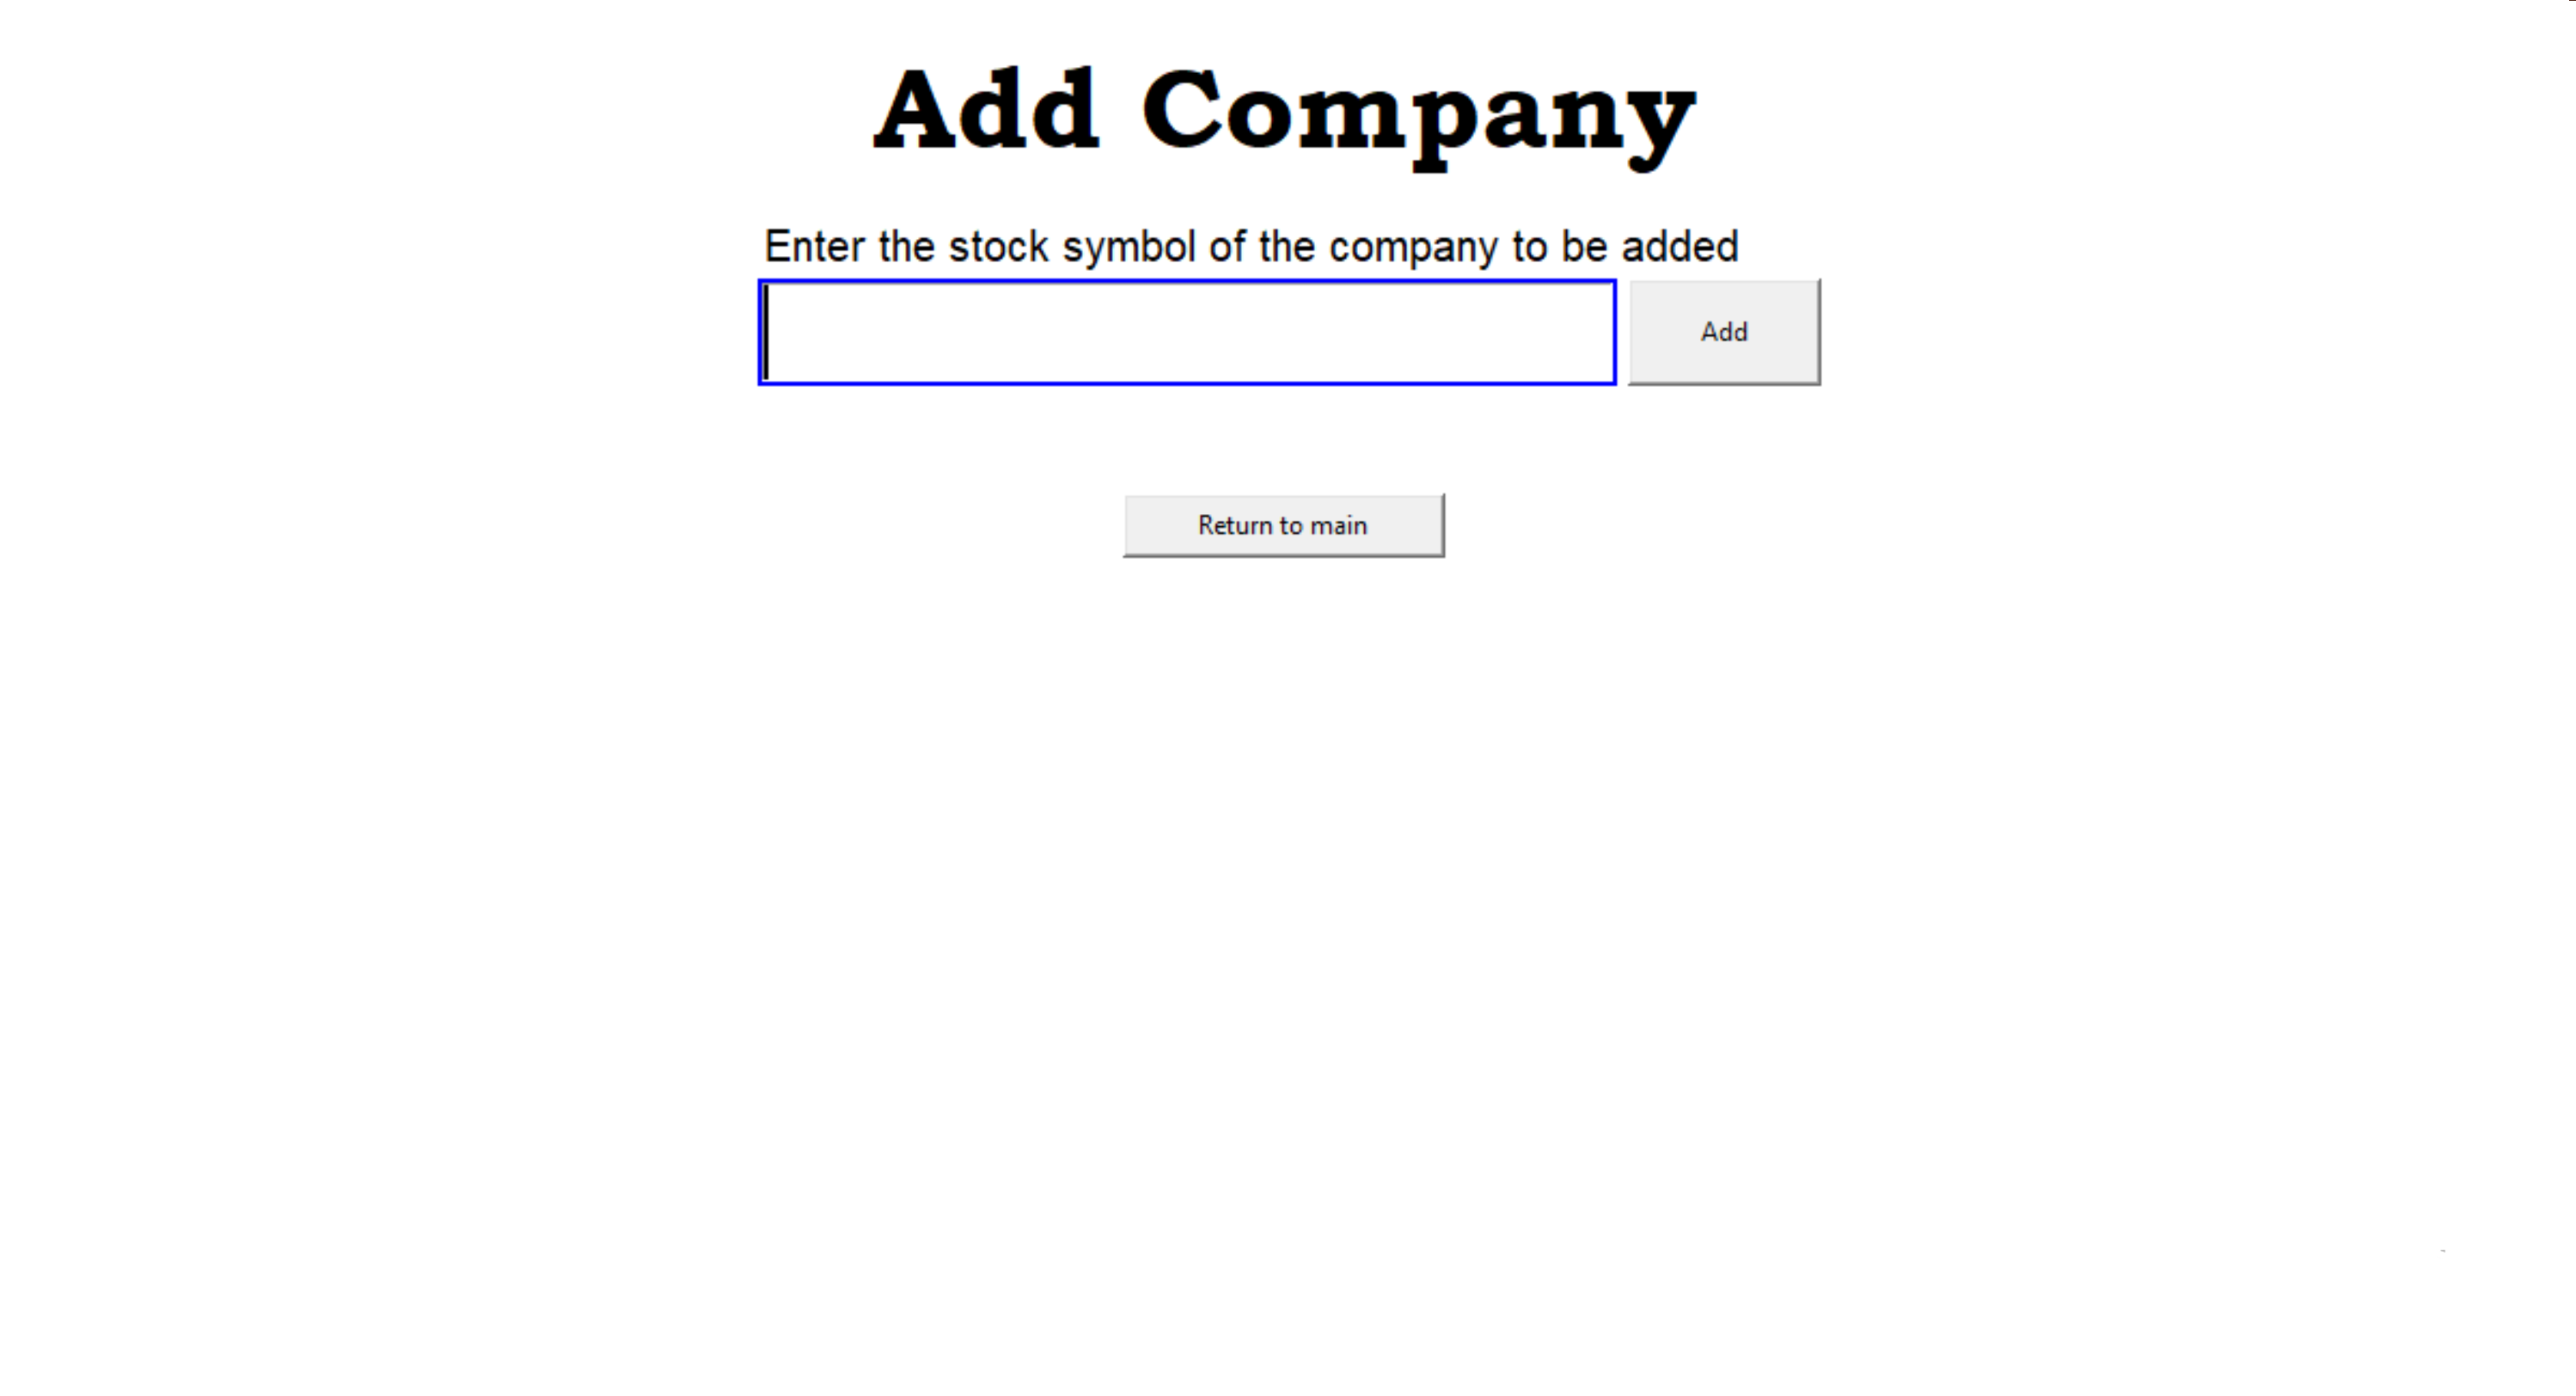 Add Company
Enter the stock symbol of the company to be added
Add
Return to main